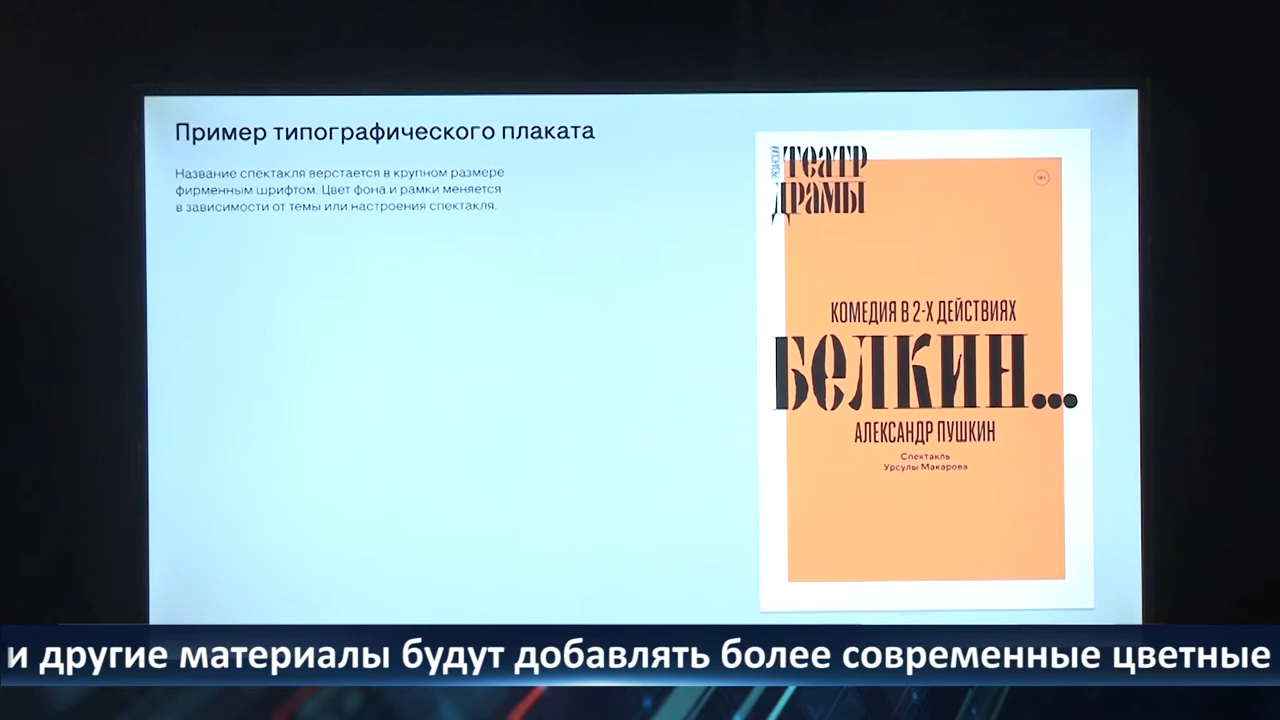 Пример типографического плаката
Название спектакля верстается в крупном размере
фирменным шрифтом. Цвет фона и рамки меняется
в зависимости от темы или настроения спектакля.
РЯЗАНСКИЙ
ТЕАТР
ДРАМЫ
КОМЕДИЯ В 2-Х ДЕЙСТВИЯХ
БЕЛКИН...
АЛЕКСАНДР ПУШКИН
Спектакль
Урсулы Макарова
и другие материалы будут добавлять более современные цветные